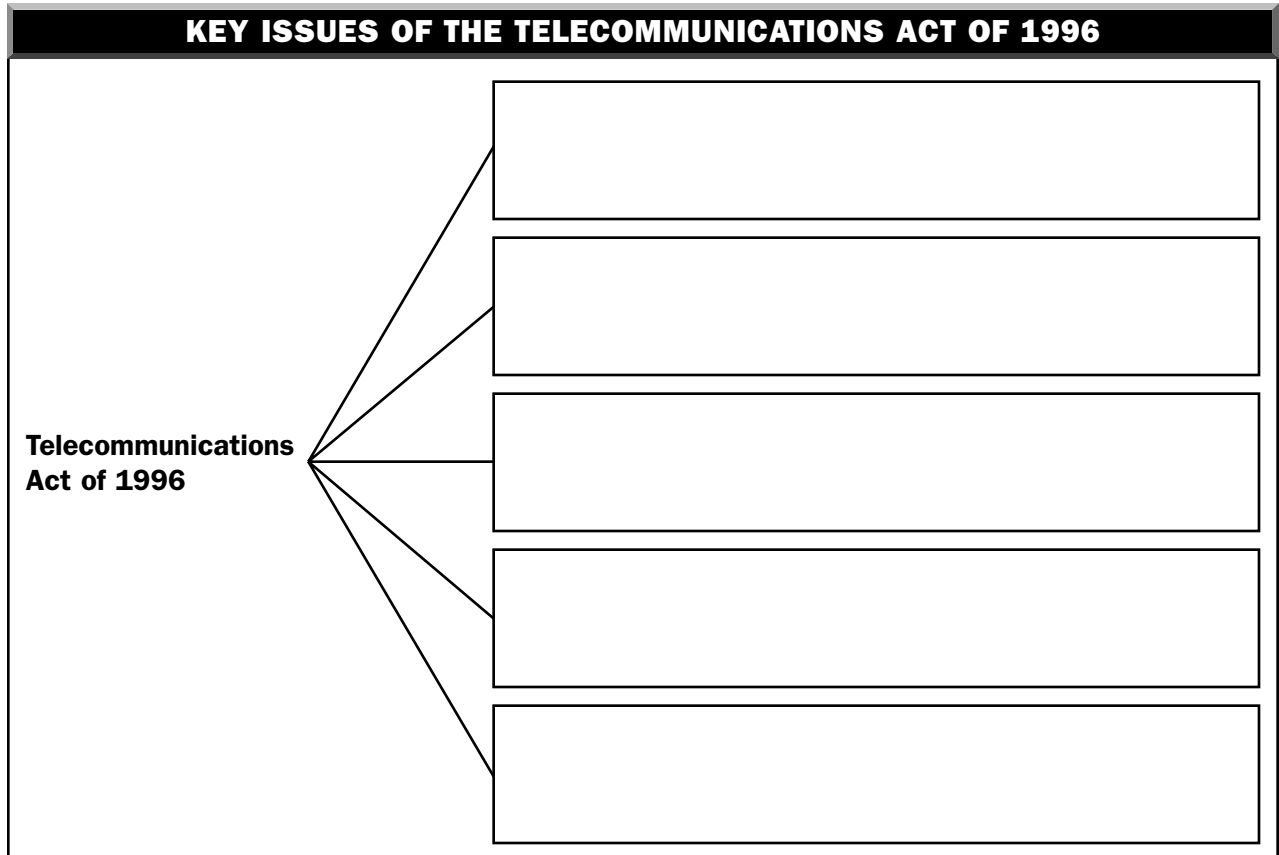 KEY ISSUES OF THE TELECOMMUNICATIONS ACT OF 1996
Telecommunications
Act of 1996